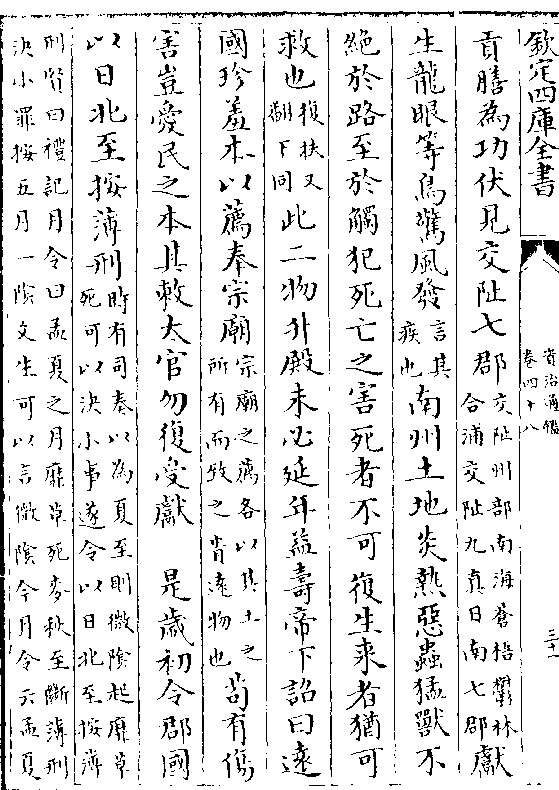 欽定四庫全書
資治通鑑
卷四十八
三十一
貢膳為功伏見交阯七郡交阯州部南海蒼梧鬱林合浦交阯九真日南七郡獻
生龍眼等鳥驚風發言其疾也南州土地炎熱惡蟲猛獸不
絶於路至於觸犯死亡之害死者不可復生来者猶可
救也復扶又翻下同此二物升殿未必延年益壽帝下詔曰遠
國珍羞本以薦奉宗廟宗廟之薦各以其土之所有而致之皆遠物也苟有傷
害豈愛民之本其敕太官勿復受獻　是歲初令郡國
以日北至按薄刑時有司奏以為夏至則微陰起靡草死可以決小事遂令以日北至按薄
刑賢曰禮記月令曰孟夏之月靡草死麥秋至斷薄刑
決小罪按五月一陰爻生可以言微陰今月令云孟夏